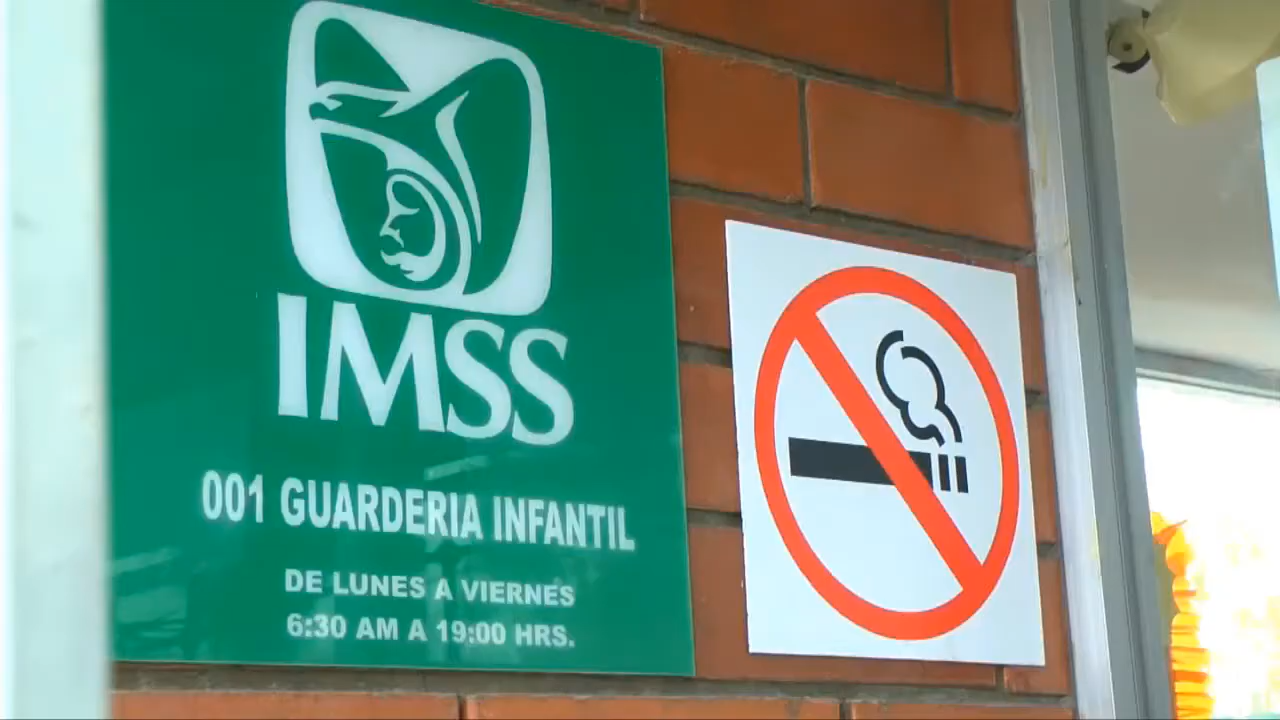 IMSS
001 GUARDERIA INFANTIL
DE LUNES A VIERNES
6:30 AM A 19:00 HRS.